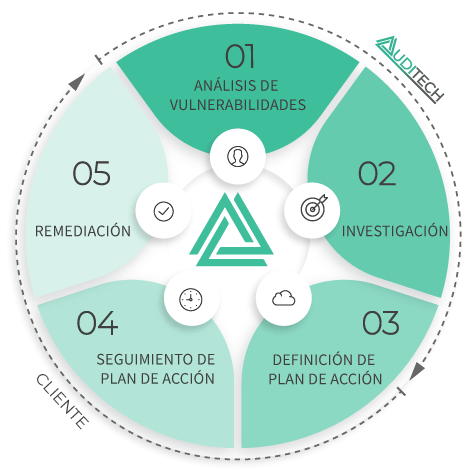 AUDITECH
01
ANÁLISIS DE
VULNERABILIDADES
02
INVESTIGACIÓN
03
DEFINICIÓN DE
PLAN DE ACCIÓN
04
SEGUIMIENTO DE
PLAN DE ACCIÓN
05
REMEDIACIÓN
CLIENTE